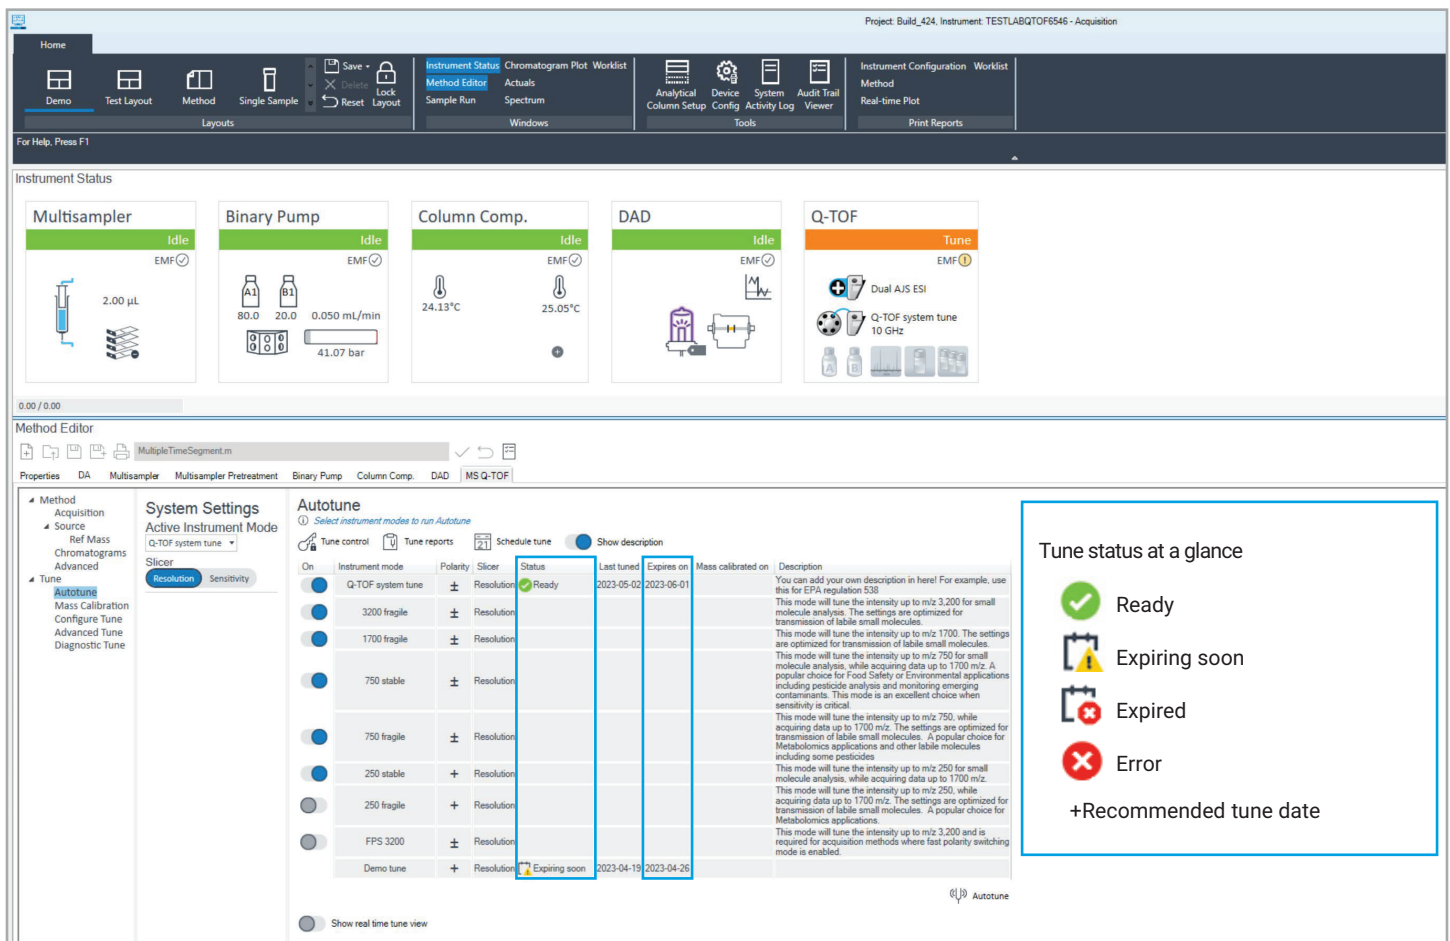 Project: Build_424, Instrument: TESTLABQTOF6546 - Acquisition
Home
Demo
Test Layout
Method
Single Sample
Save
Delete
Reset
Lock Layout
Layouts
Instrument Status Chromatogram Plot Worklist
Method Editor Actuals
Sample Run Spectrum
Windows
Analytical Column Setup
Device Config
System Activity Log
Audit Trail Viewer
Tools
Instrument Configuration Worklist
Method
Real-time Plot
Print Reports
For Help, Press F1
Instrument Status
Multisampler
Idle
EMF
2.00 µL
Binary Pump
Idle
EMF
A1 B1
80.0 20.0 0.050 mL/min
41.07 bar
Column Comp.
Idle
EMF
24.13°C 25.05°C
DAD
Idle
EMF
Q-TOF
Tune
EMF
Dual AJS ESI
Q-TOF system tune
10 GHz
A B
0.00 / 0.00
Method Editor
MultipleTimeSegment.m
Properties DA Multisampler Multisampler Pretreatment Binary Pump Column Comp. DAD MS Q-TOF
Method
Acquisition
Source
Ref Mass
Chromatograms
Advanced
Tune
Autotune
Mass Calibration
Configure Tune
Advanced Tune
Diagnostic Tune
System Settings
Active Instrument Mode
Q-TOF system tune
Slicer
Resolution Sensitivity
Autotune
Select instrument modes to run Autotune
Tune control Tune reports 21 Schedule tune Show description
On Instrument mode Polarity Slicer Status Last tuned Expires on Mass calibrated on Description
Q-TOF system tune ± Resolution Ready 2023-05-02 2023-06-01 You can add your own description in here! For example, use
this for EPA regulation 538
3200 fragile ± Resolution This mode will tune the intensity up to m/z 3,200 for small
molecule analysis. The settings are optimized for
transmission of labile small molecules.
1700 fragile ± Resolution This mode will tune the intensity up to m/z 1700. The settings
are optimized for transmission of labile small molecules.
750 stable ± Resolution This mode will tune the intensity up to m/z 750 for small
molecule analysis, while acquiring data up to 1700 m/z. A
popular choice for Food Safety or Environmental applications
including pesticide analysis and monitoring emerging
contaminants. This mode is an excellent choice when
sensitivity is critical.
750 fragile ± Resolution This mode will tune the intensity up to m/z 750, while
acquiring data up to 1700 m/z. The settings are optimized for
transmission of labile small molecules. A popular choice for
Metabolomics applications and other labile molecules
including some pesticides
250 stable + Resolution This mode will tune the intensity up to m/z 250 for small
molecule analysis, while acquiring data up to 1700 m/z.
250 fragile + Resolution This mode will tune the intensity up to m/z 250, while
acquiring data up to 1700 m/z. The settings are optimized for
transmission of labile small molecules. A popular choice for
Metabolomics applications.
FPS 3200 ± Resolution This mode will tune the intensity up to m/z 3,200 and is
required for acquisition methods where fast polarity switching
mode is enabled.
Demo tune + Resolution Expiring soon 2023-04-19 2023-04-26
Autotune
Show real time tune view
Tune status at a glance
Ready
Expiring soon
Expired
Error
+Recommended tune date